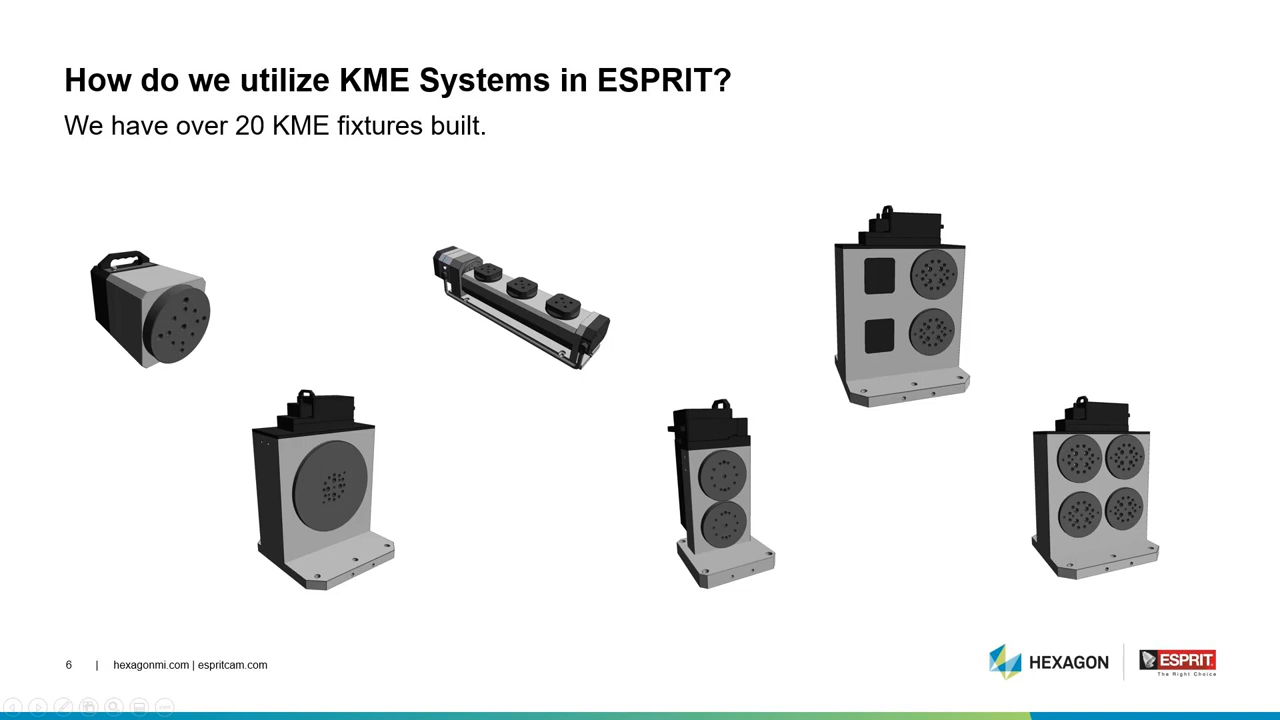 How do we utilize KME Systems in ESPRIT?
We have over 20 KME fixtures built.
6 | hexagonmi.com | espritcam.com
HEXAGON
ESPRIT
The Right Choice